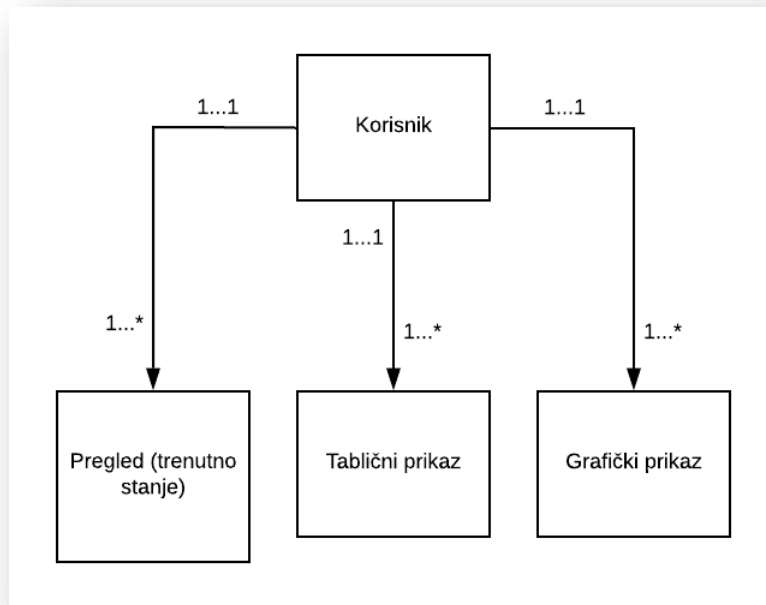 1...1
Korisnik
1...1
1...1
1...*
1...*
1...*
Pregled (trenutno
stanje)
Tablični prikaz
Grafički prikaz